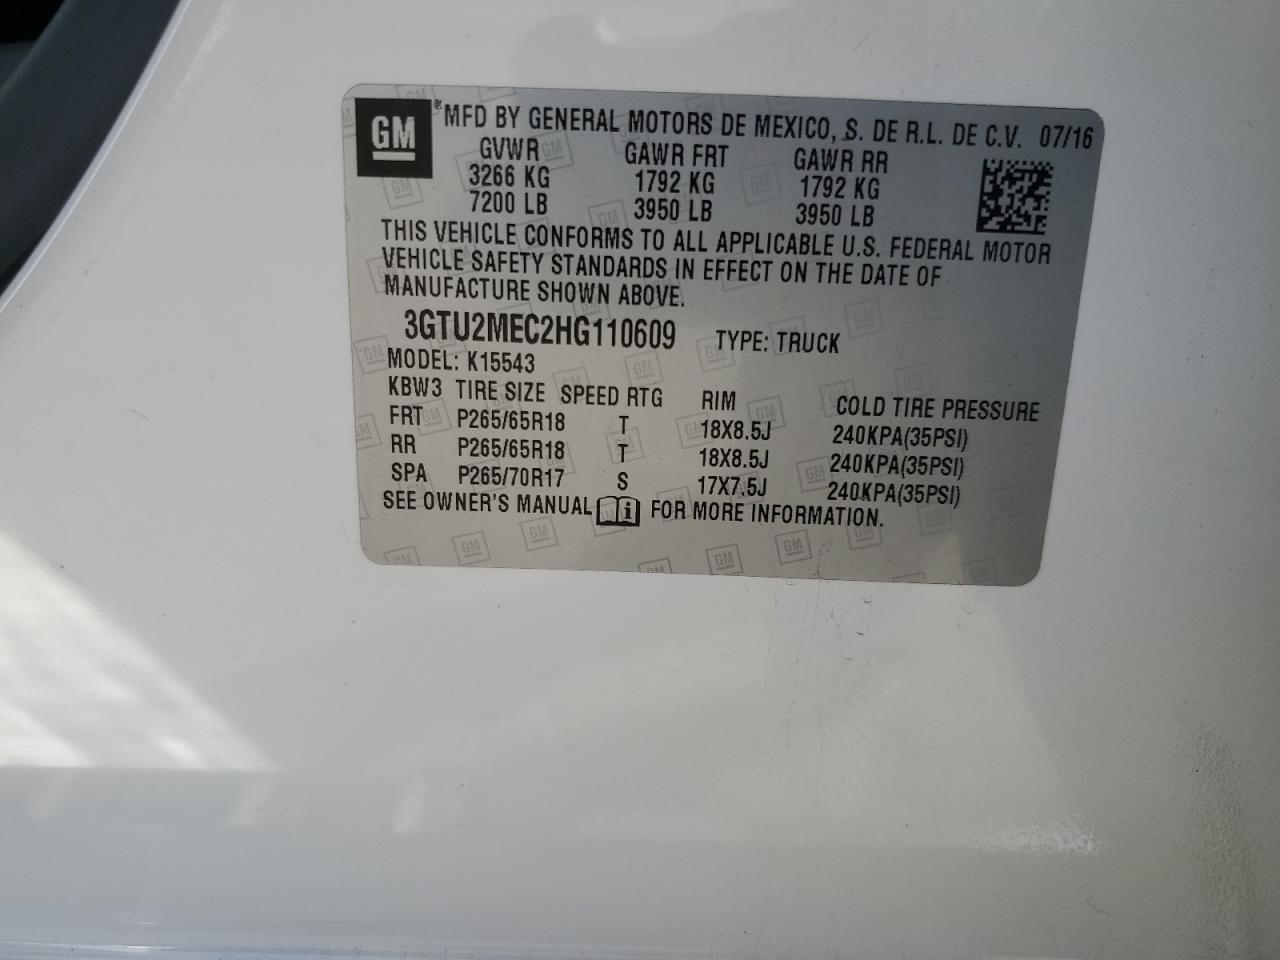 GM ® MFD BY GENERAL MOTORS DE MEXICO, S. DE R.L. DE C.V. 07/16
GVWR GAWR FRT GAWR RR
3266 KG 1792 KG 1792 KG
7200 LB 3950 LB 3950 LB
THIS VEHICLE CONFORMS TO ALL APPLICABLE U.S. FEDERAL MOTOR
VEHICLE SAFETY STANDARDS IN EFFECT ON THE DATE OF
MANUFACTURE SHOWN ABOVE.
3GTU2MEC2HG110609 TYPE: TRUCK
MODEL: K15543
KBW3 TIRE SIZE SPEED RTG RIM COLD TIRE PRESSURE
FRT P265/65R18 T 18X8.5J 240KPA(35PSI)
RR P265/65R18 T 18X8.5J 240KPA(35PSI)
SPA P265/70R17 S 17X7.5J 240KPA(35PSI)
SEE OWNER'S MANUAL i FOR MORE INFORMATION.